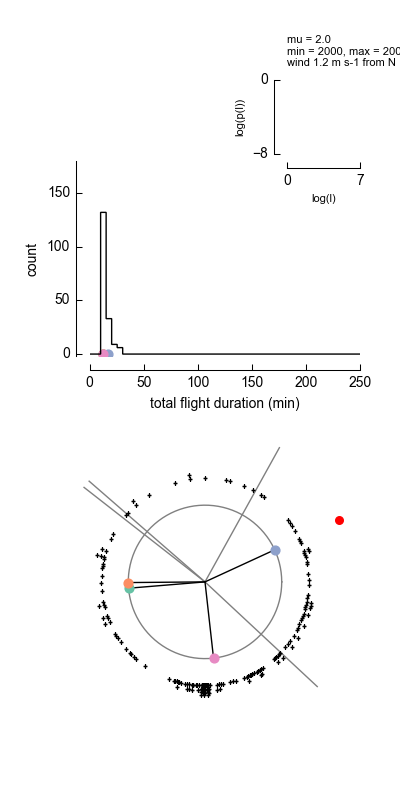 mu = 2.0
min = 2000, max = 200
wind 1.2 m s-1 from N
0
log(p(l))
−8
0 7
log(l)
150
100
count
50
0
0 50 100 150 200 250
total flight duration (min)